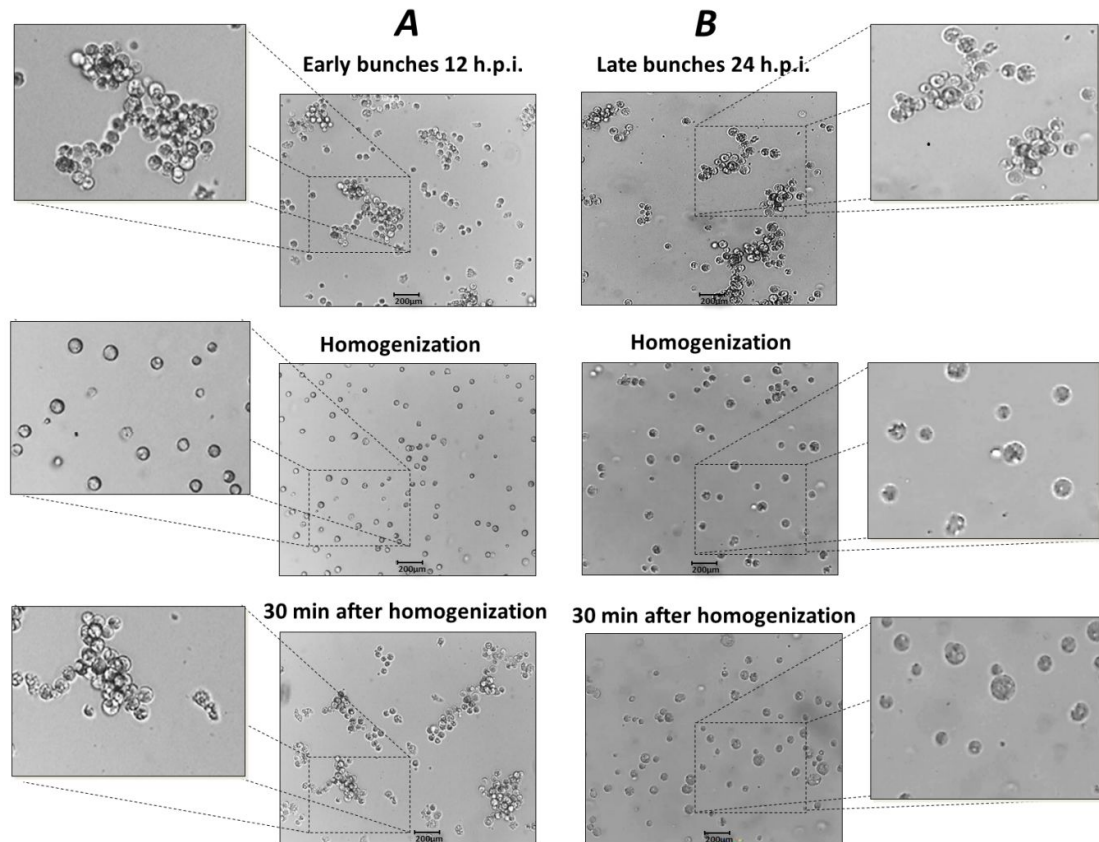 A
B
Early bunches 12 h.p.i.
Late bunches 24 h.p.i.
200µm
200µm
Homogenization
Homogenization
200µm
200µm
30 min after homogenization
30 min after homogenization
200µm
200µm